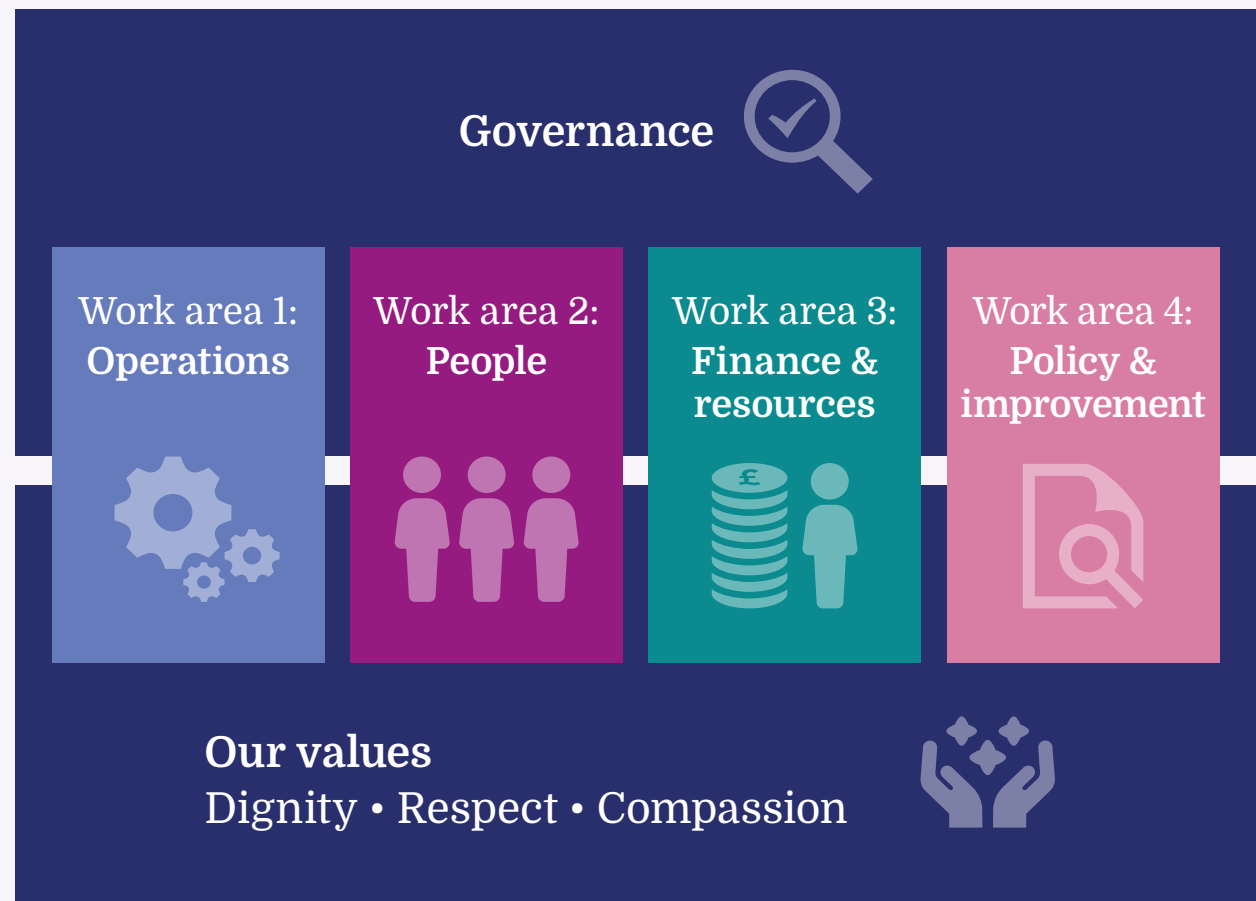 Governance
Work area 1:
Operations
Work area 2:
People
Work area 3:
Finance &
resources
£
Work area 4:
Policy &
improvement
Our values
Dignity • Respect • Compassion